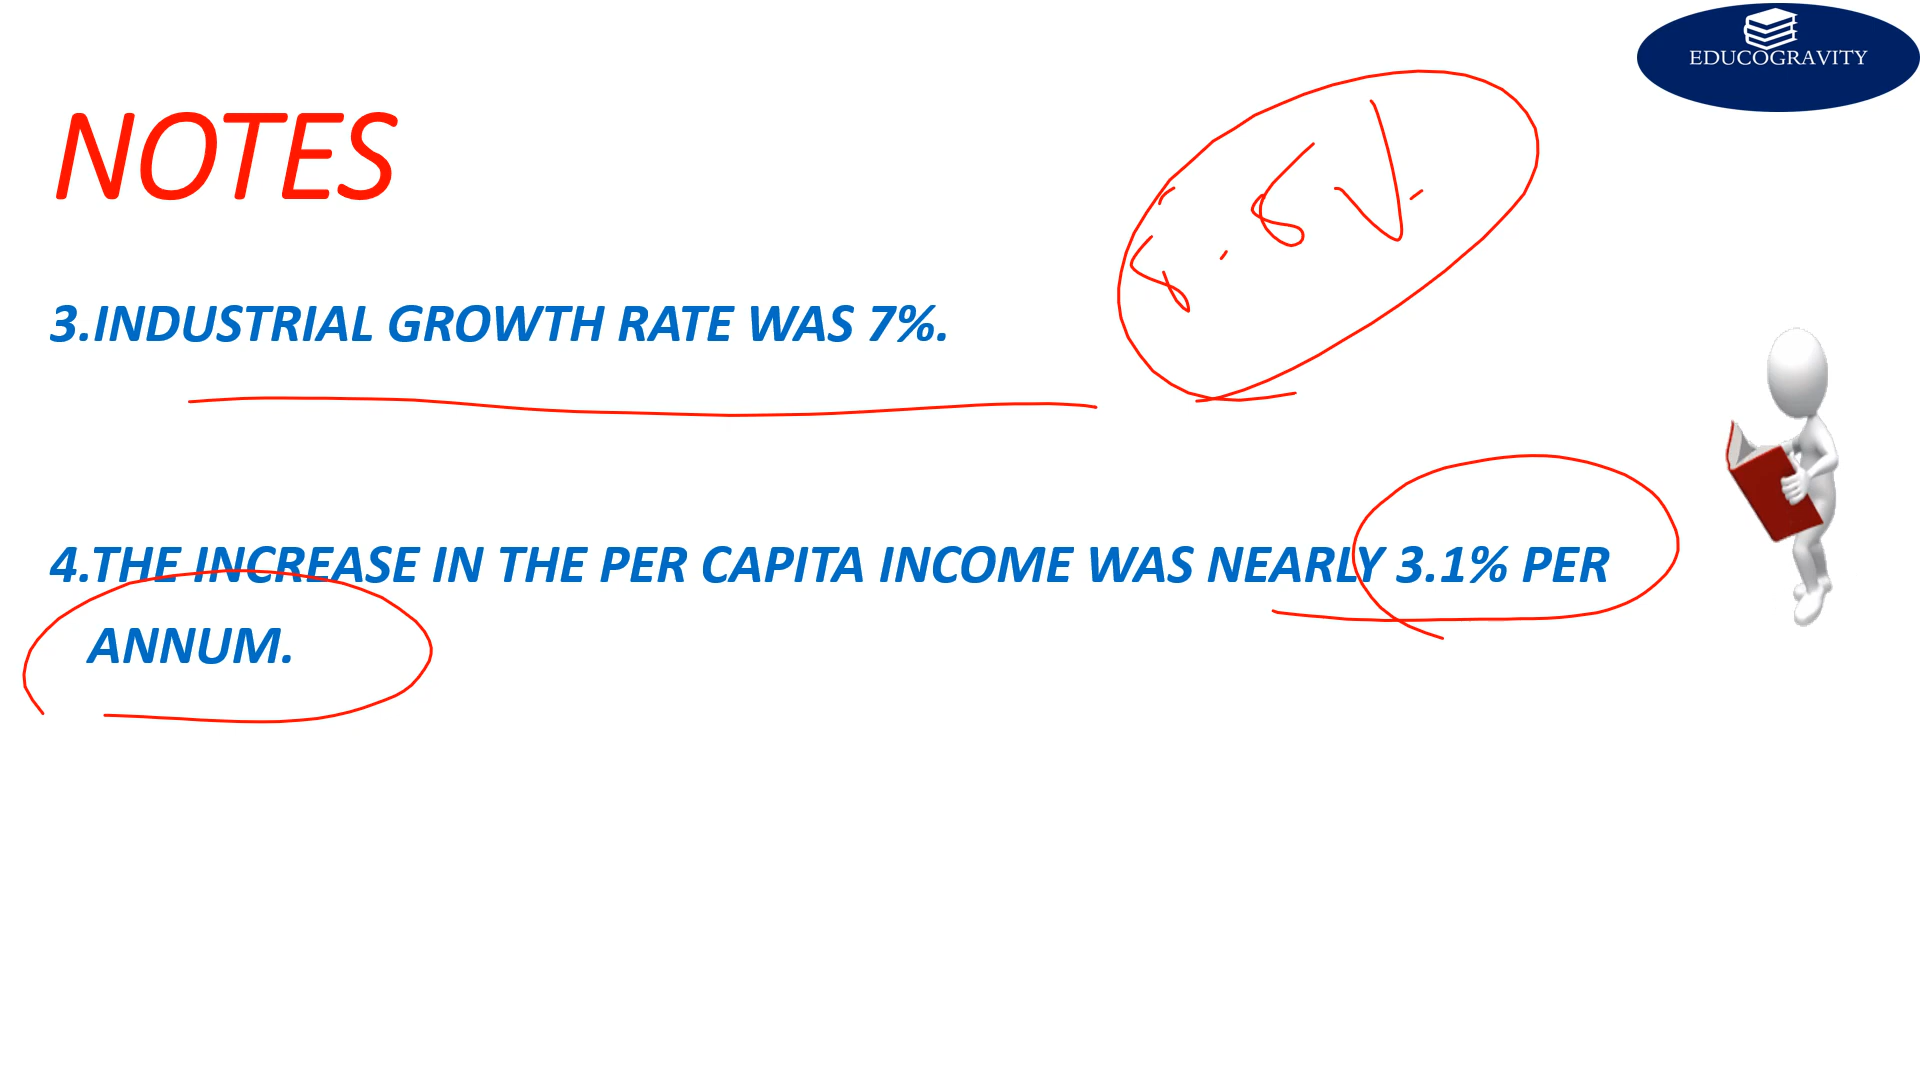 EDUCOGRAVITY
NOTES
3.INDUSTRIAL GROWTH RATE WAS 7%.
4.THE INCREASE IN THE PER CAPITA INCOME WAS NEARLY 3.1% PER
ANNUM.